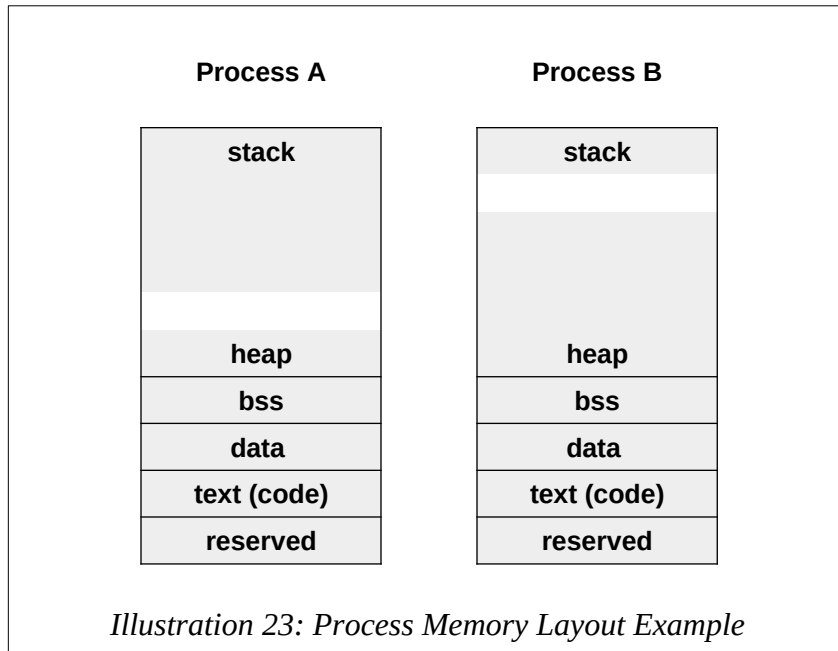 Process A
Process B
stack
stack
heap
heap
bss
bss
data
data
text (code)
text (code)
reserved
reserved
Illustration 23: Process Memory Layout Example